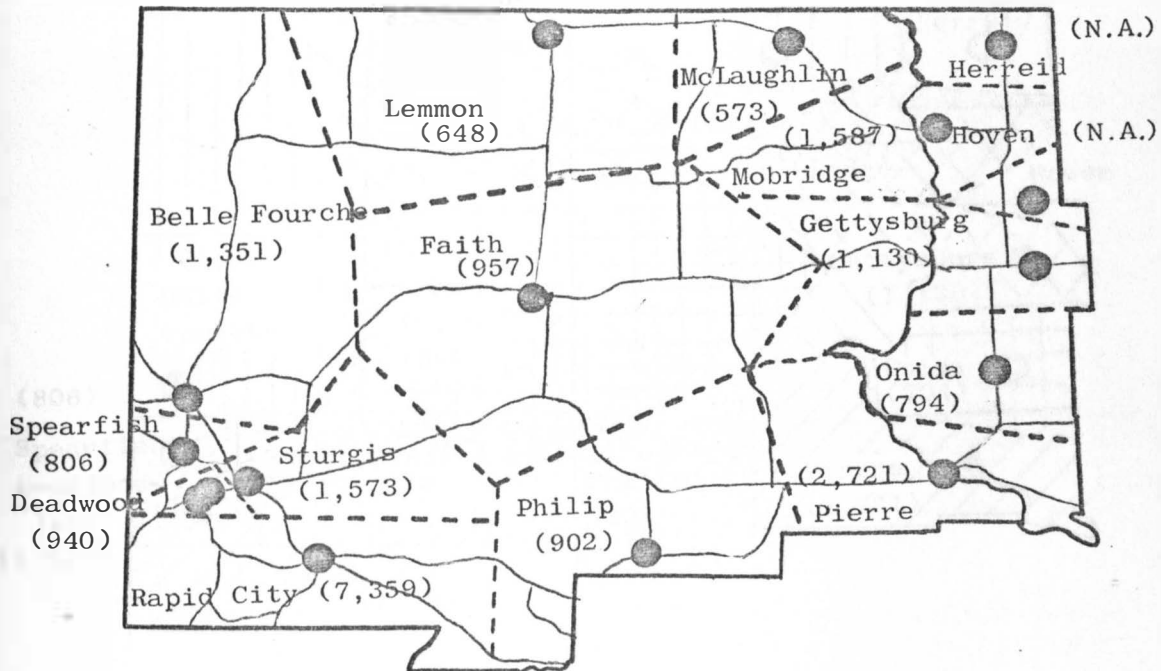 (N.A.)
McLaughlin
(573)
Herreid
Lemmon
(648)
(1,587)
Hoven
(N.A.)
Mobridge
Belle Fourche
(1,351)
Gettysburg
(1,130)
Faith
(957)
Onida
(794)
Spearfish
(806)
Sturgis
(1,573)
(2,721)
Pierre
Deadwood
(940)
Philip
(902)
Rapid City (7,359)